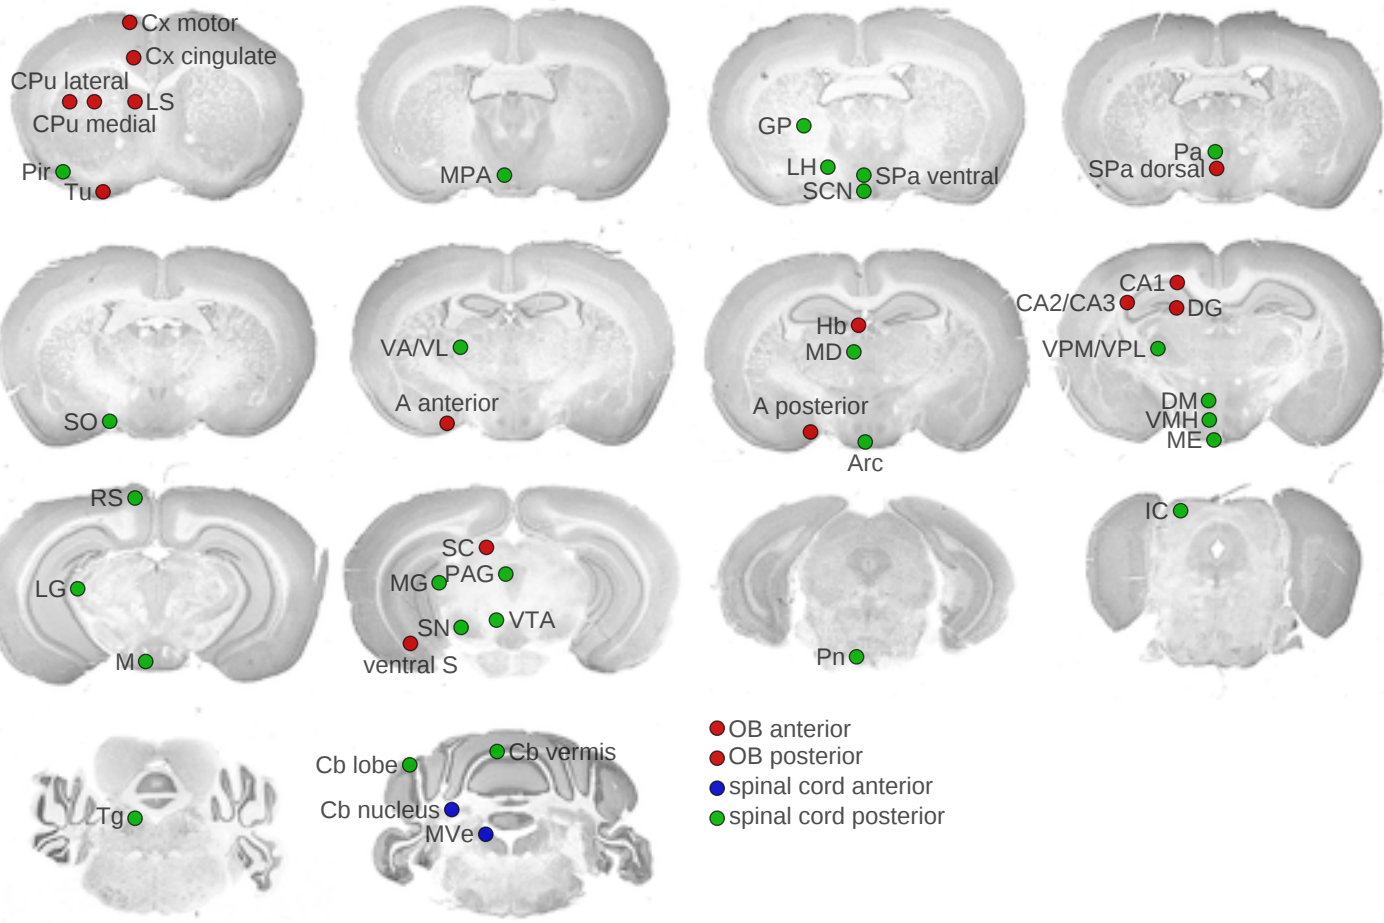 Cx motor
Cx cingulate
CPu lateral
LS
CPu medial
Pir
Tu
MPA
GP
LH
SPa ventral
SCN
Pa
SPa dorsal
SO
VA/VL
A anterior
Hb
MD
A posterior
Arc
CA1
CA2/CA3
DG
VPM/VPL
DM
VMH
ME
RS
LG
M
SC
MG
PAG
SN
VTA
ventral S
Pn
IC
Tg
Cb lobe
Cb vermis
Cb nucleus
MVe
OB anterior
OB posterior
spinal cord anterior
spinal cord posterior